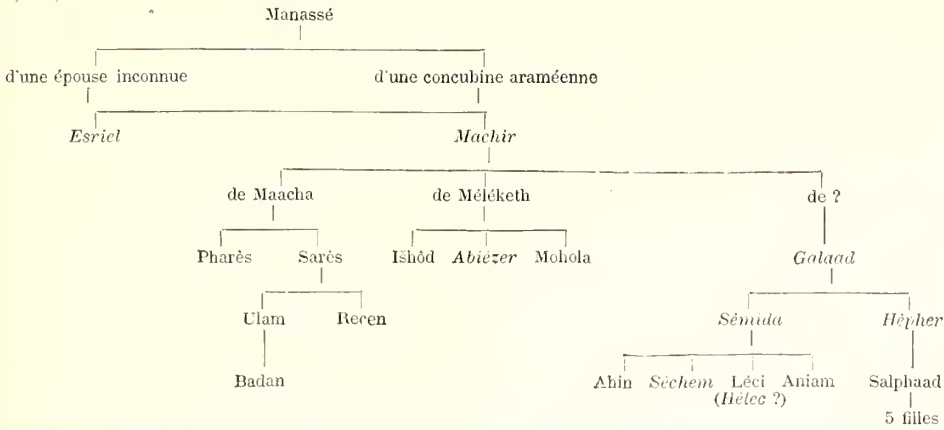 Manassé
d'une épouse inconnue d'une concubine araméenne
Esriel Machir
de Maacha de Méléketh de ?
Pharès Sarès Išhôd Abiézer Mohola Galaad
Ulam Recen Sémida Hépher
Badan Ahin Séchem Léci Aniam Salphaad
(Hélec ?)
5 filles